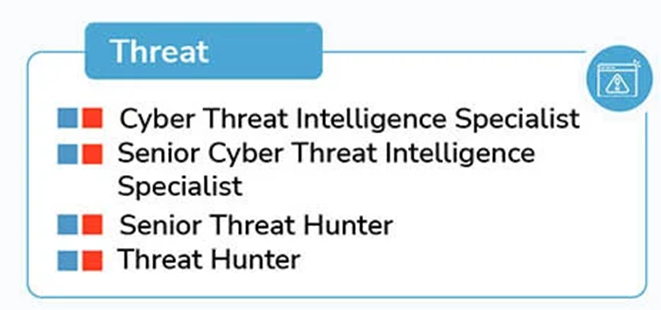 Threat
Cyber Threat Intelligence Specialist
Senior Cyber Threat Intelligence
Specialist
Senior Threat Hunter
Threat Hunter